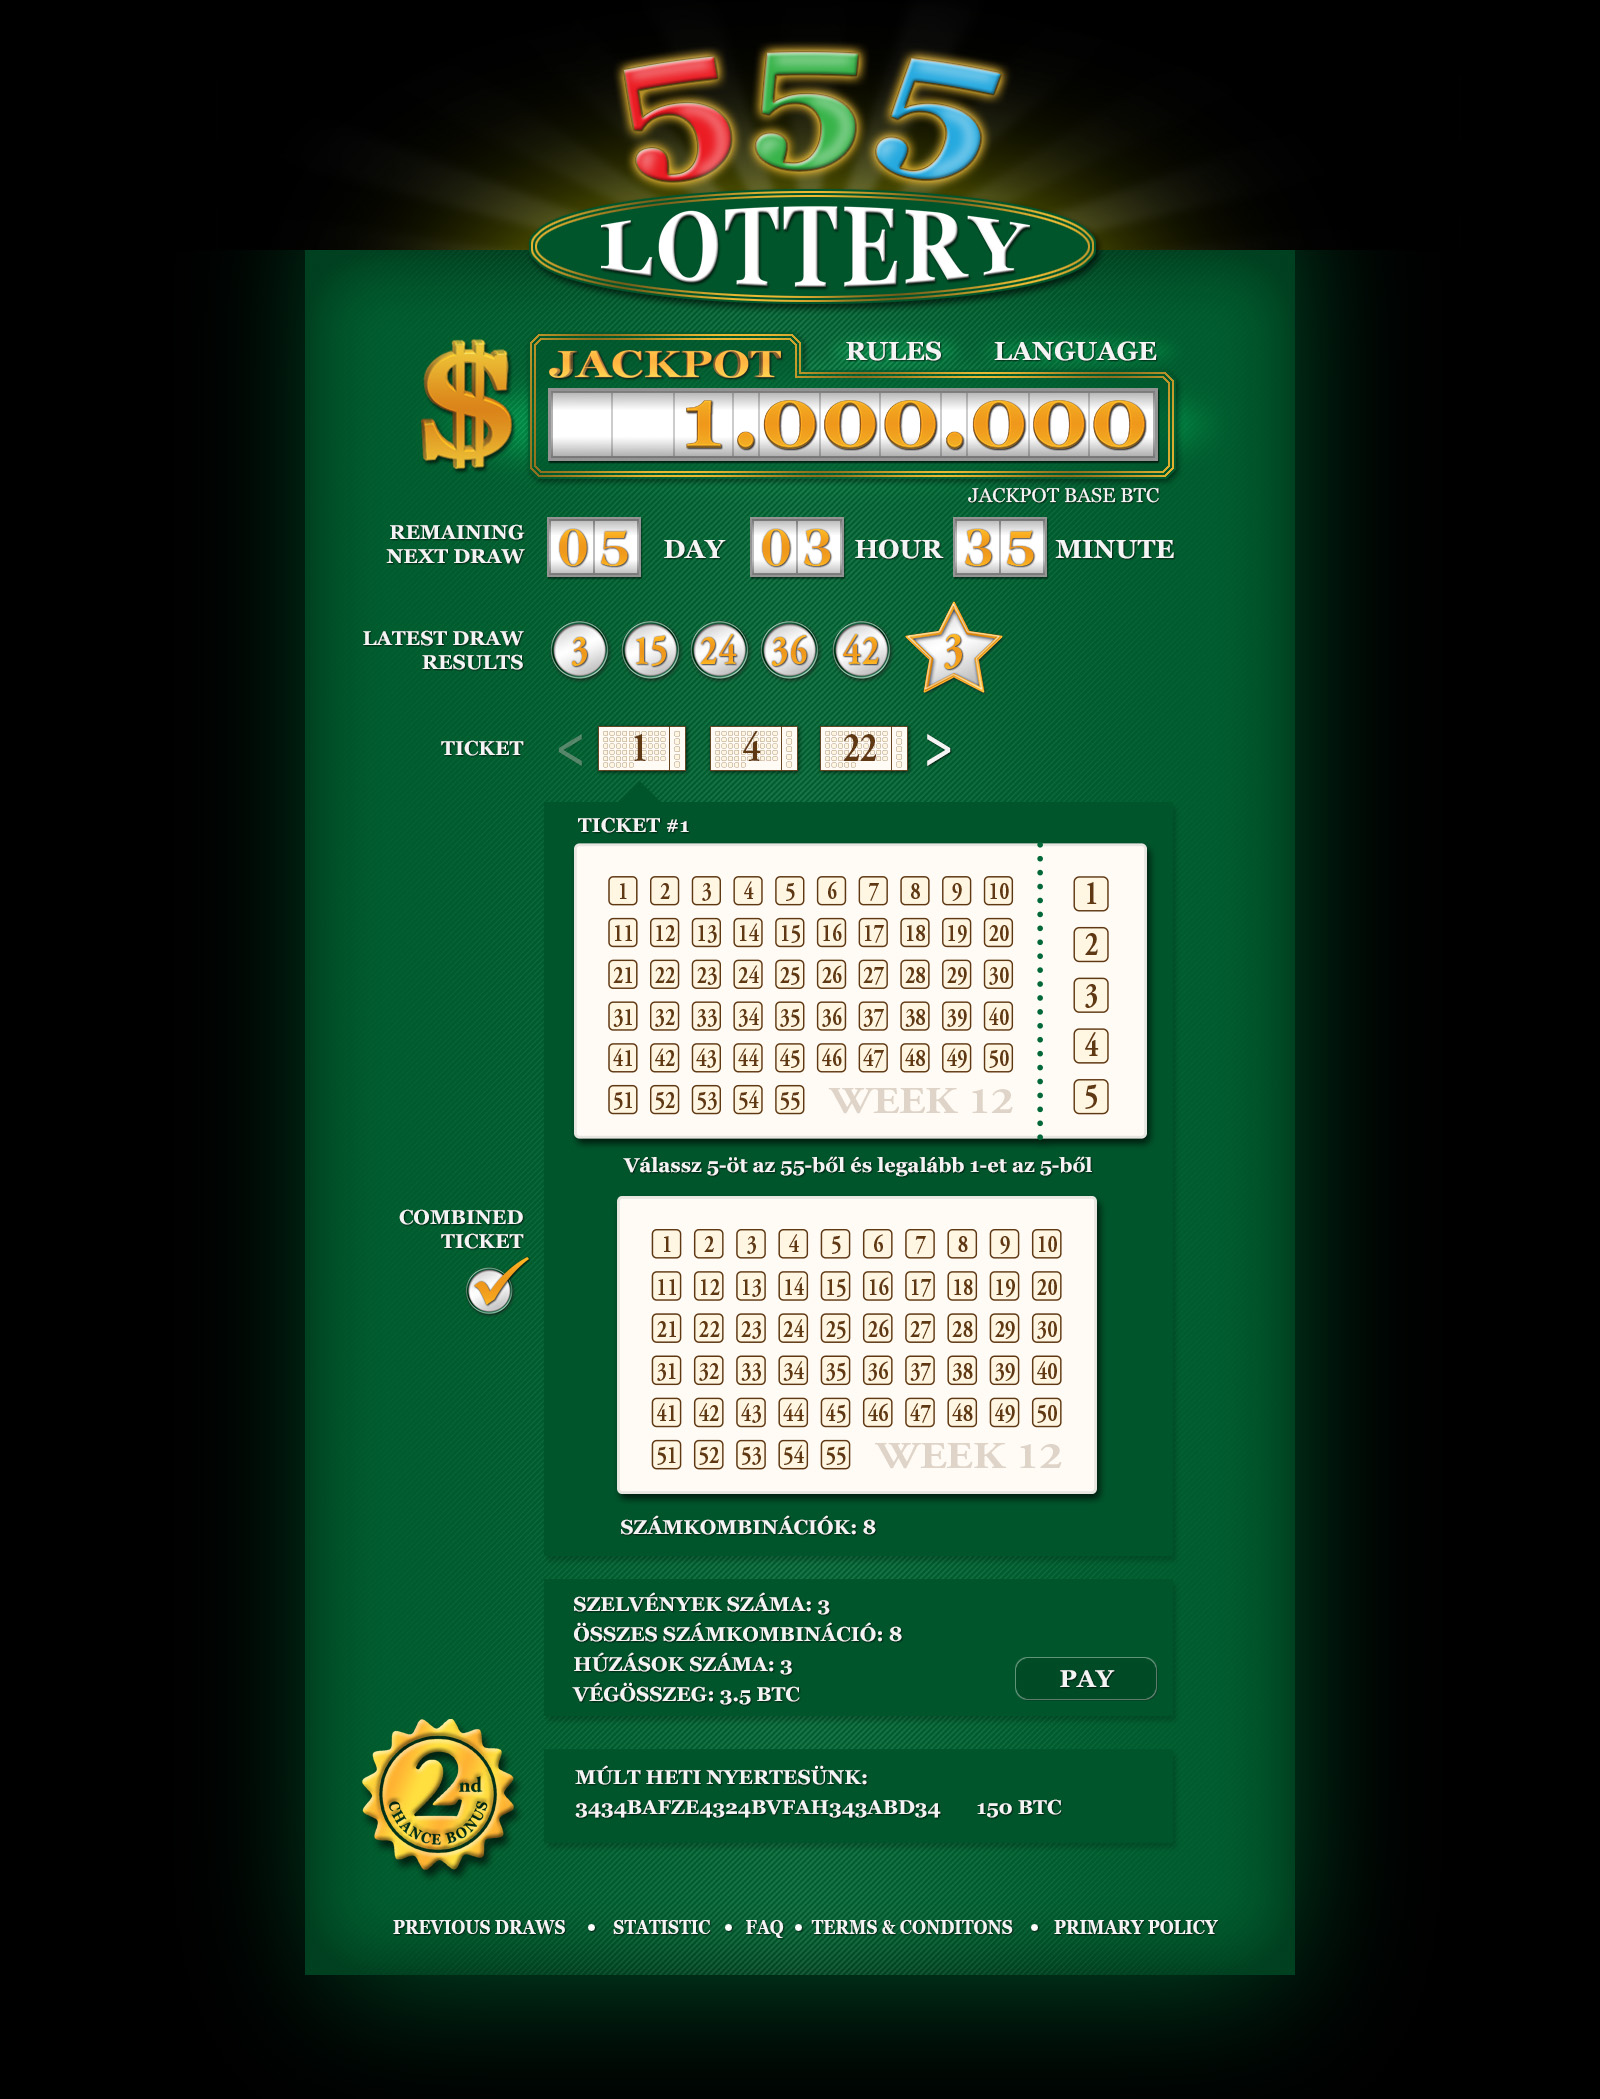 555
LOTTERY
JACKPOT RULES LANGUAGE
$ 1.000.000
JACKPOT BASE BTC
REMAINING
NEXT DRAW
05 DAY 03 HOUR 35 MINUTE
LATEST DRAW
RESULTS
3 15 24 36 42 3
TICKET < 1 4 22 >
TICKET #1
1 2 3 4 5 6 7 8 9 10 1
11 12 13 14 15 16 17 18 19 20 2
21 22 23 24 25 26 27 28 29 30 3
31 32 33 34 35 36 37 38 39 40 4
41 42 43 44 45 46 47 48 49 50
51 52 53 54 55 WEEK 12 5
Válassz 5-öt az 55-ből és legalább 1-et az 5-ből
COMBINED
TICKET
1 2 3 4 5 6 7 8 9 10
11 12 13 14 15 16 17 18 19 20
21 22 23 24 25 26 27 28 29 30
31 32 33 34 35 36 37 38 39 40
41 42 43 44 45 46 47 48 49 50
51 52 53 54 55 WEEK 12
SZÁMKOMBINÁCIÓK: 8
SZELVÉNYEK SZÁMA: 3
ÖSSZES SZÁMKOMBINÁCIÓ: 8
HÚZÁSOK SZÁMA: 3
VÉGÖSSZEG: 3.5 BTC
PAY
2nd
CHANCE BONUS
MÚLT HETI NYERTESÜNK:
3434BAFZE4324BVFAH343ABD34 150 BTC
PREVIOUS DRAWS • STATISTIC • FAQ • TERMS & CONDITONS • PRIMARY POLICY